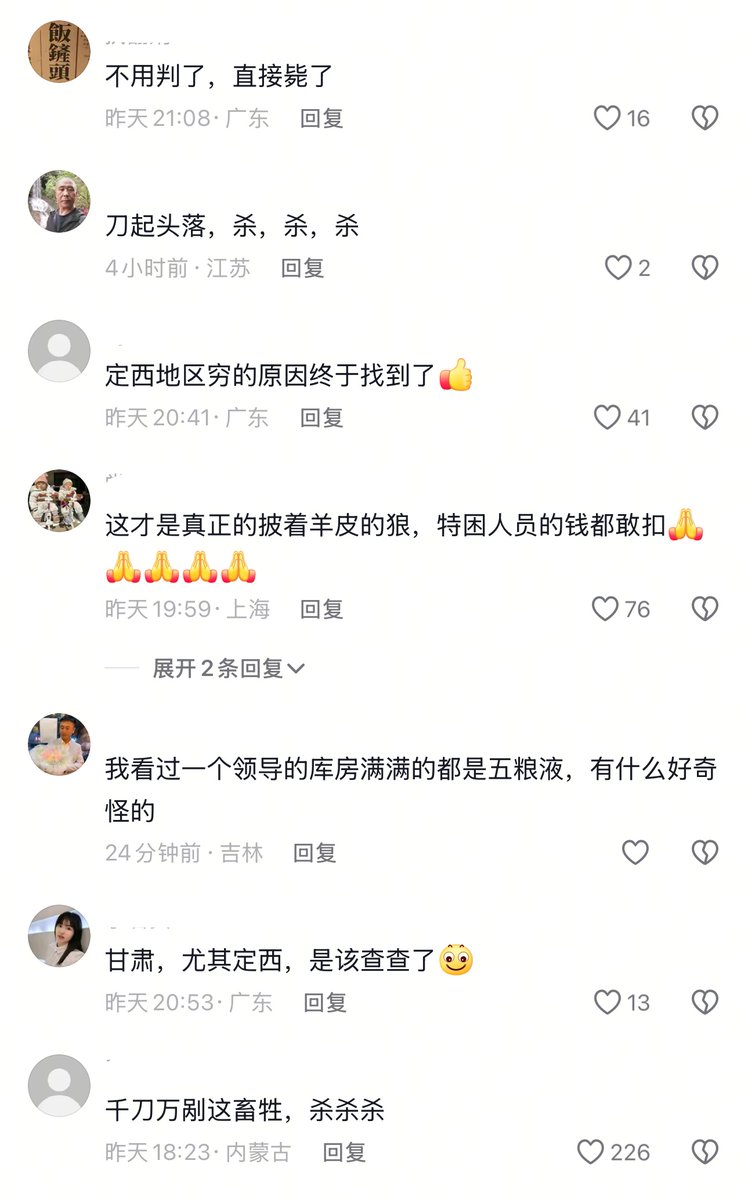 飯鏟頭
不用判了，直接毙了
昨天 21:08 · 广东 回复 16
刀起头落，杀，杀，杀
4小时前 · 江苏 回复 2
定西地区穷的原因终于找到了👍
昨天 20:41 · 广东 回复 41
这才是真正的披着羊皮的狼，特困人员的钱都敢扣🙏
🙏🙏🙏🙏
昨天 19:59 · 上海 回复 76
展开2条回复
我看过一个领导的库房满满的都是五粮液，有什么好奇
怪的
24分钟前 · 吉林 回复
甘肃，尤其定西，是该查查了
昨天 20:53 · 广东 回复 13
千刀万剐这畜牲，杀杀杀
昨天 18:23 · 内蒙古 回复 226